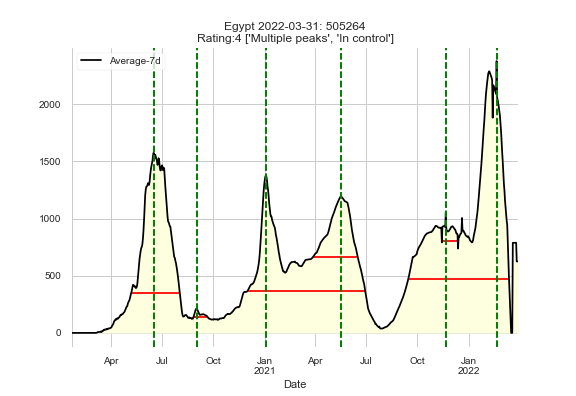 Egypt 2022-03-31: 505264
Rating:4 ['Multiple peaks', 'In control']
Average-7d
2000
1500
1000
500
0
Apr Jul Oct Jan Apr Jul Oct Jan
2021 2022
Date